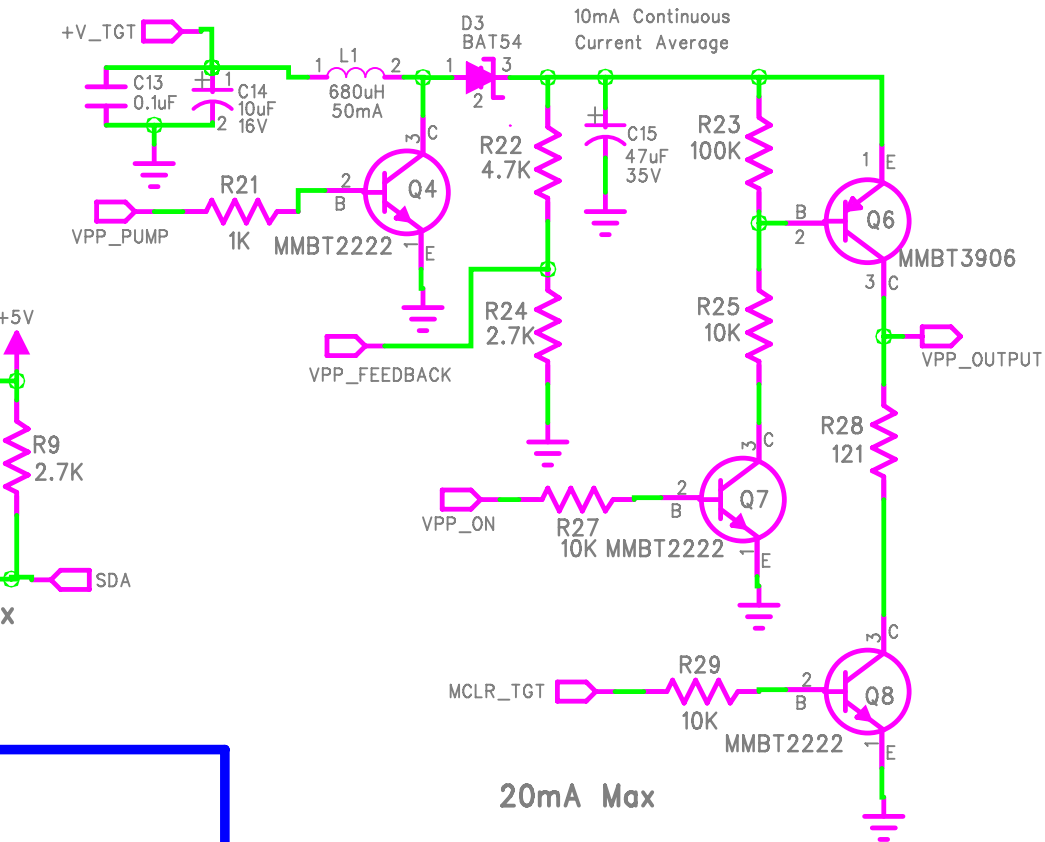 +V_TGT
D3
BAT54
10mA Continuous
Current Average
1
L1
2
1
3
2
680uH
50mA
C13
0.1uF
1
C14
10uF
16V
2
3
C
R22
4.7K
C15
47uF
35V
R23
100K
1
E
R21
1K
VPP_PUMP
2
B
Q4
MMBT2222
1
E
B
2
Q6
MMBT3906
3
C
+5V
R24
2.7K
VPP_FEEDBACK
R25
10K
VPP_OUTPUT
R9
2.7K
R28
121
3
C
VPP_ON
R27
10K
2
B
Q7
MMBT2222
1
E
SDA
x
3
C
MCLR_TGT
R29
10K
2
B
Q8
MMBT2222
1
E
20mA Max